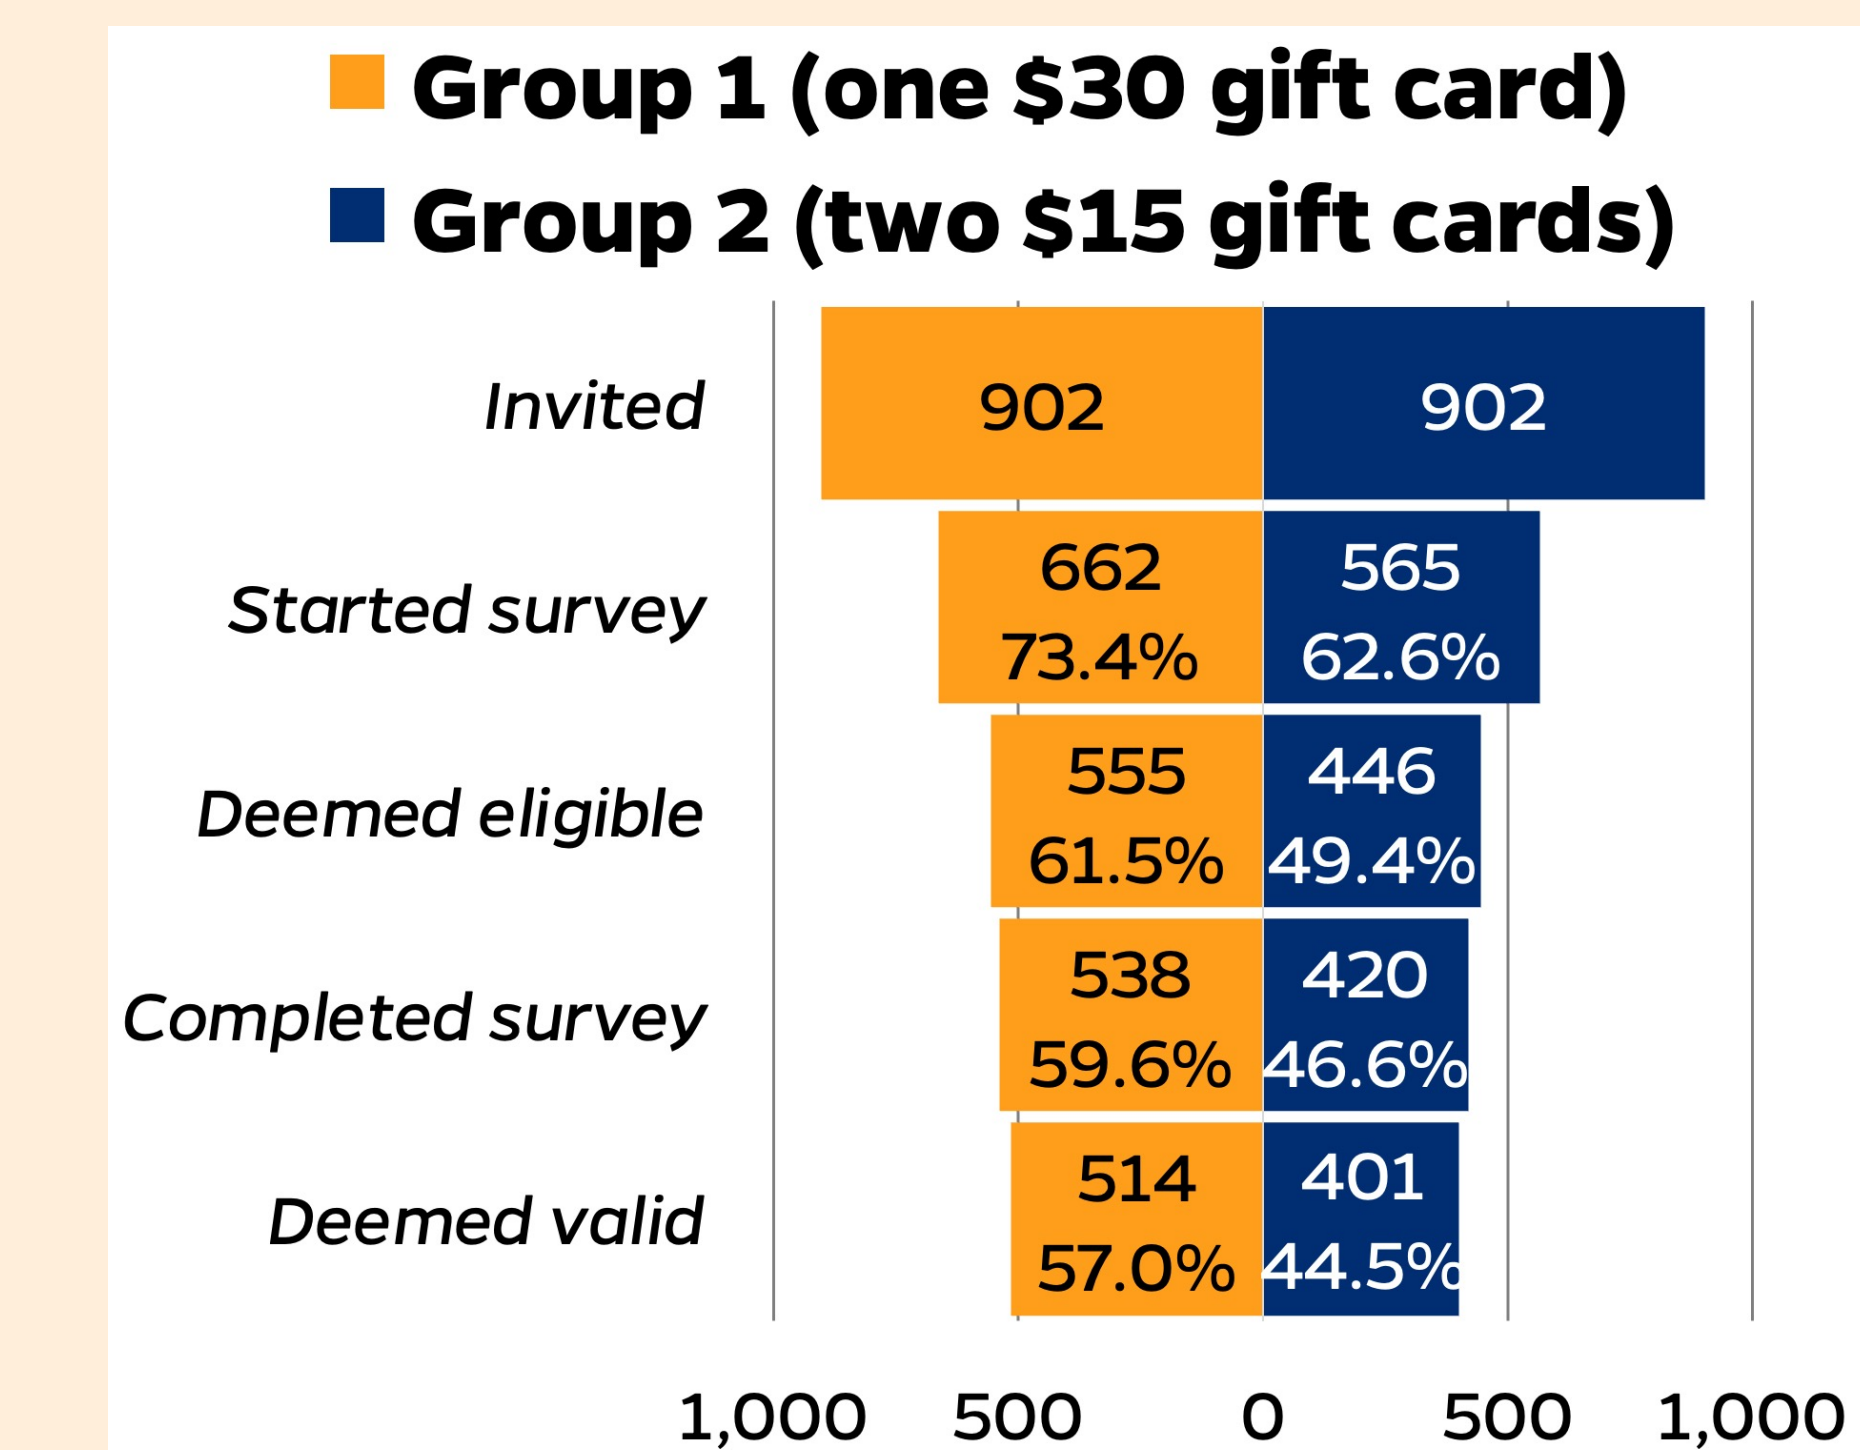 Group 1 (one $30 gift card)
Group 2 (two $15 gift cards)
Invited 902 902
Started survey 662 73.4% 565 62.6%
Deemed eligible 555 61.5% 446 49.4%
Completed survey 538 59.6% 420 46.6%
Deemed valid 514 57.0% 401 44.5%
1,000 500 0 500 1,000